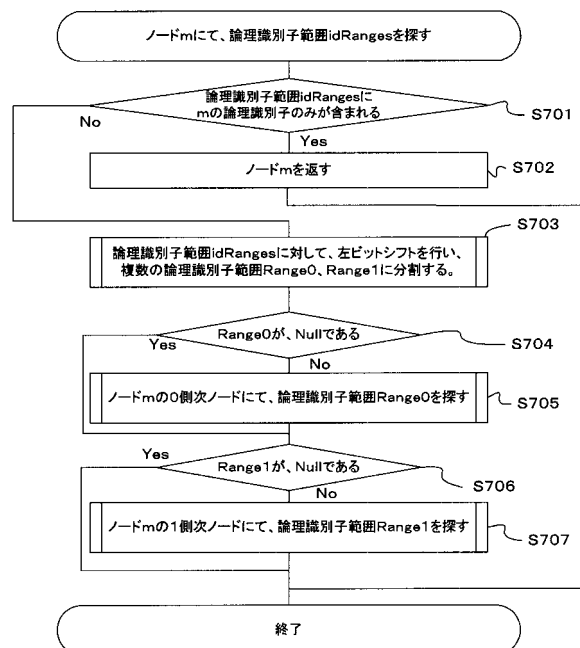 ノードmにて、論理識別子範囲idRangesを探す
論理識別子範囲idRangesに
mの論理識別子のみが含まれる
S701
No
Yes
ノードmを返す
S702
S703
論理識別子範囲idRangesに対して、左ビットシフトを行い、
複数の論理識別子範囲Range0、Range1に分割する。
Range0が、Nullである
S704
Yes
No
ノードmの0側次ノードにて、論理識別子範囲Range0を探す
S705
Yes
Range1が、Nullである
S706
No
ノードmの1側次ノードにて、論理識別子範囲Range1を探す
S707
終了